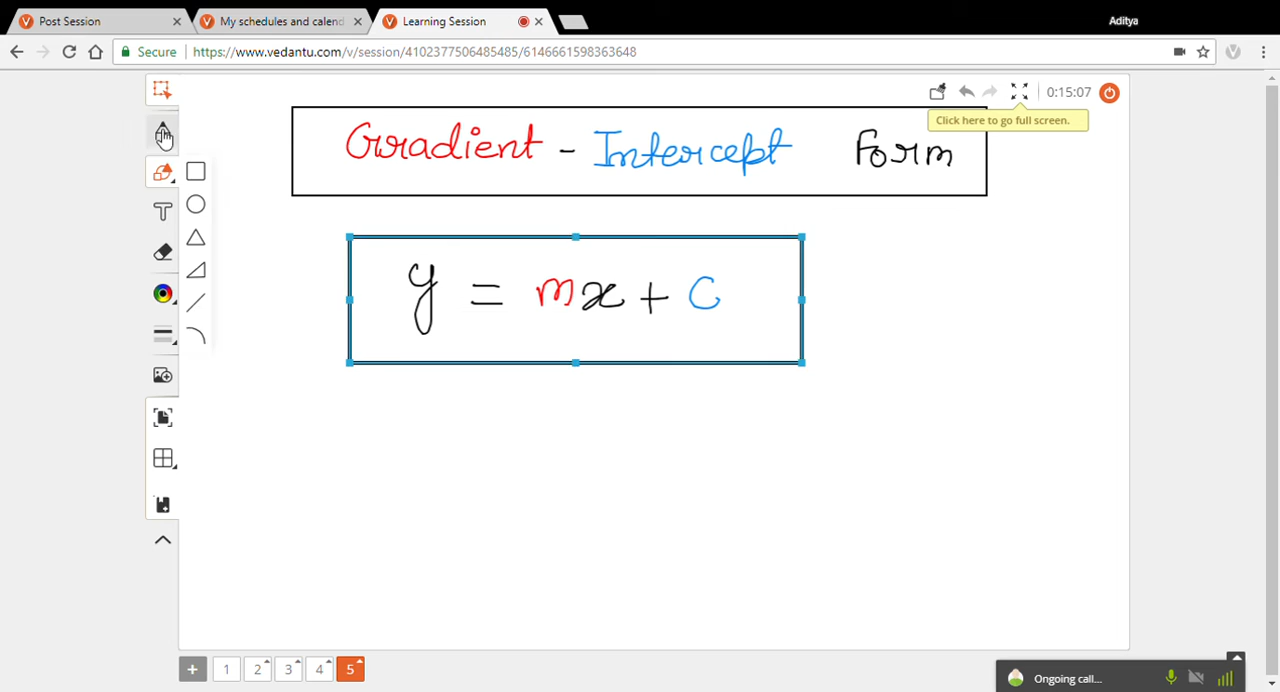 Post Session
My schedules and calend
Learning Session
Aditya
Secure
https://www.vedantu.com/v/session/4102377506485485/6146661598363648
0:15:07
Click here to go full screen.
Gradient - Intercept Form
y = mx + c
T
+ 1 2 3 4 5
Ongoing call...